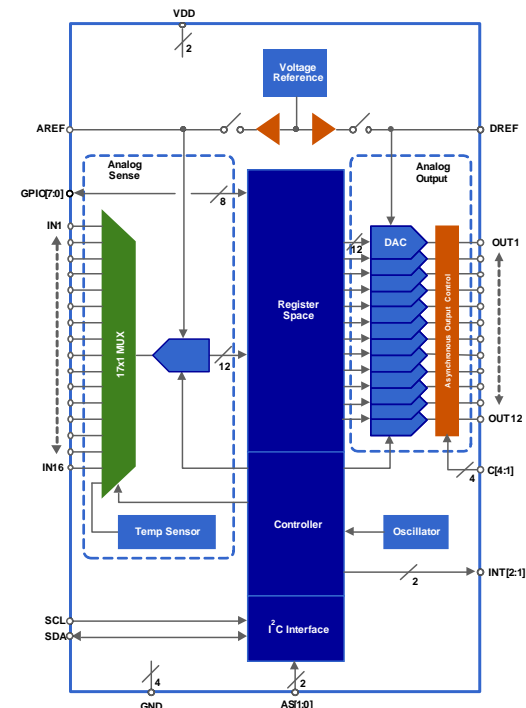 VDD
2
Voltage
Reference
AREF
DREF
Analog
Sense
Analog
Output
GPIO[7:0]
8
IN1
OUT1
12
DAC
Register
Space
Asynchronous Output Control
17x1 MUX
12
OUT12
IN16
C[4:1]
4
Temp Sensor
Controller
Oscillator
INT[2:1]
2
SCL
SDA
I2C Interface
4
2
GND
AS[1:0]